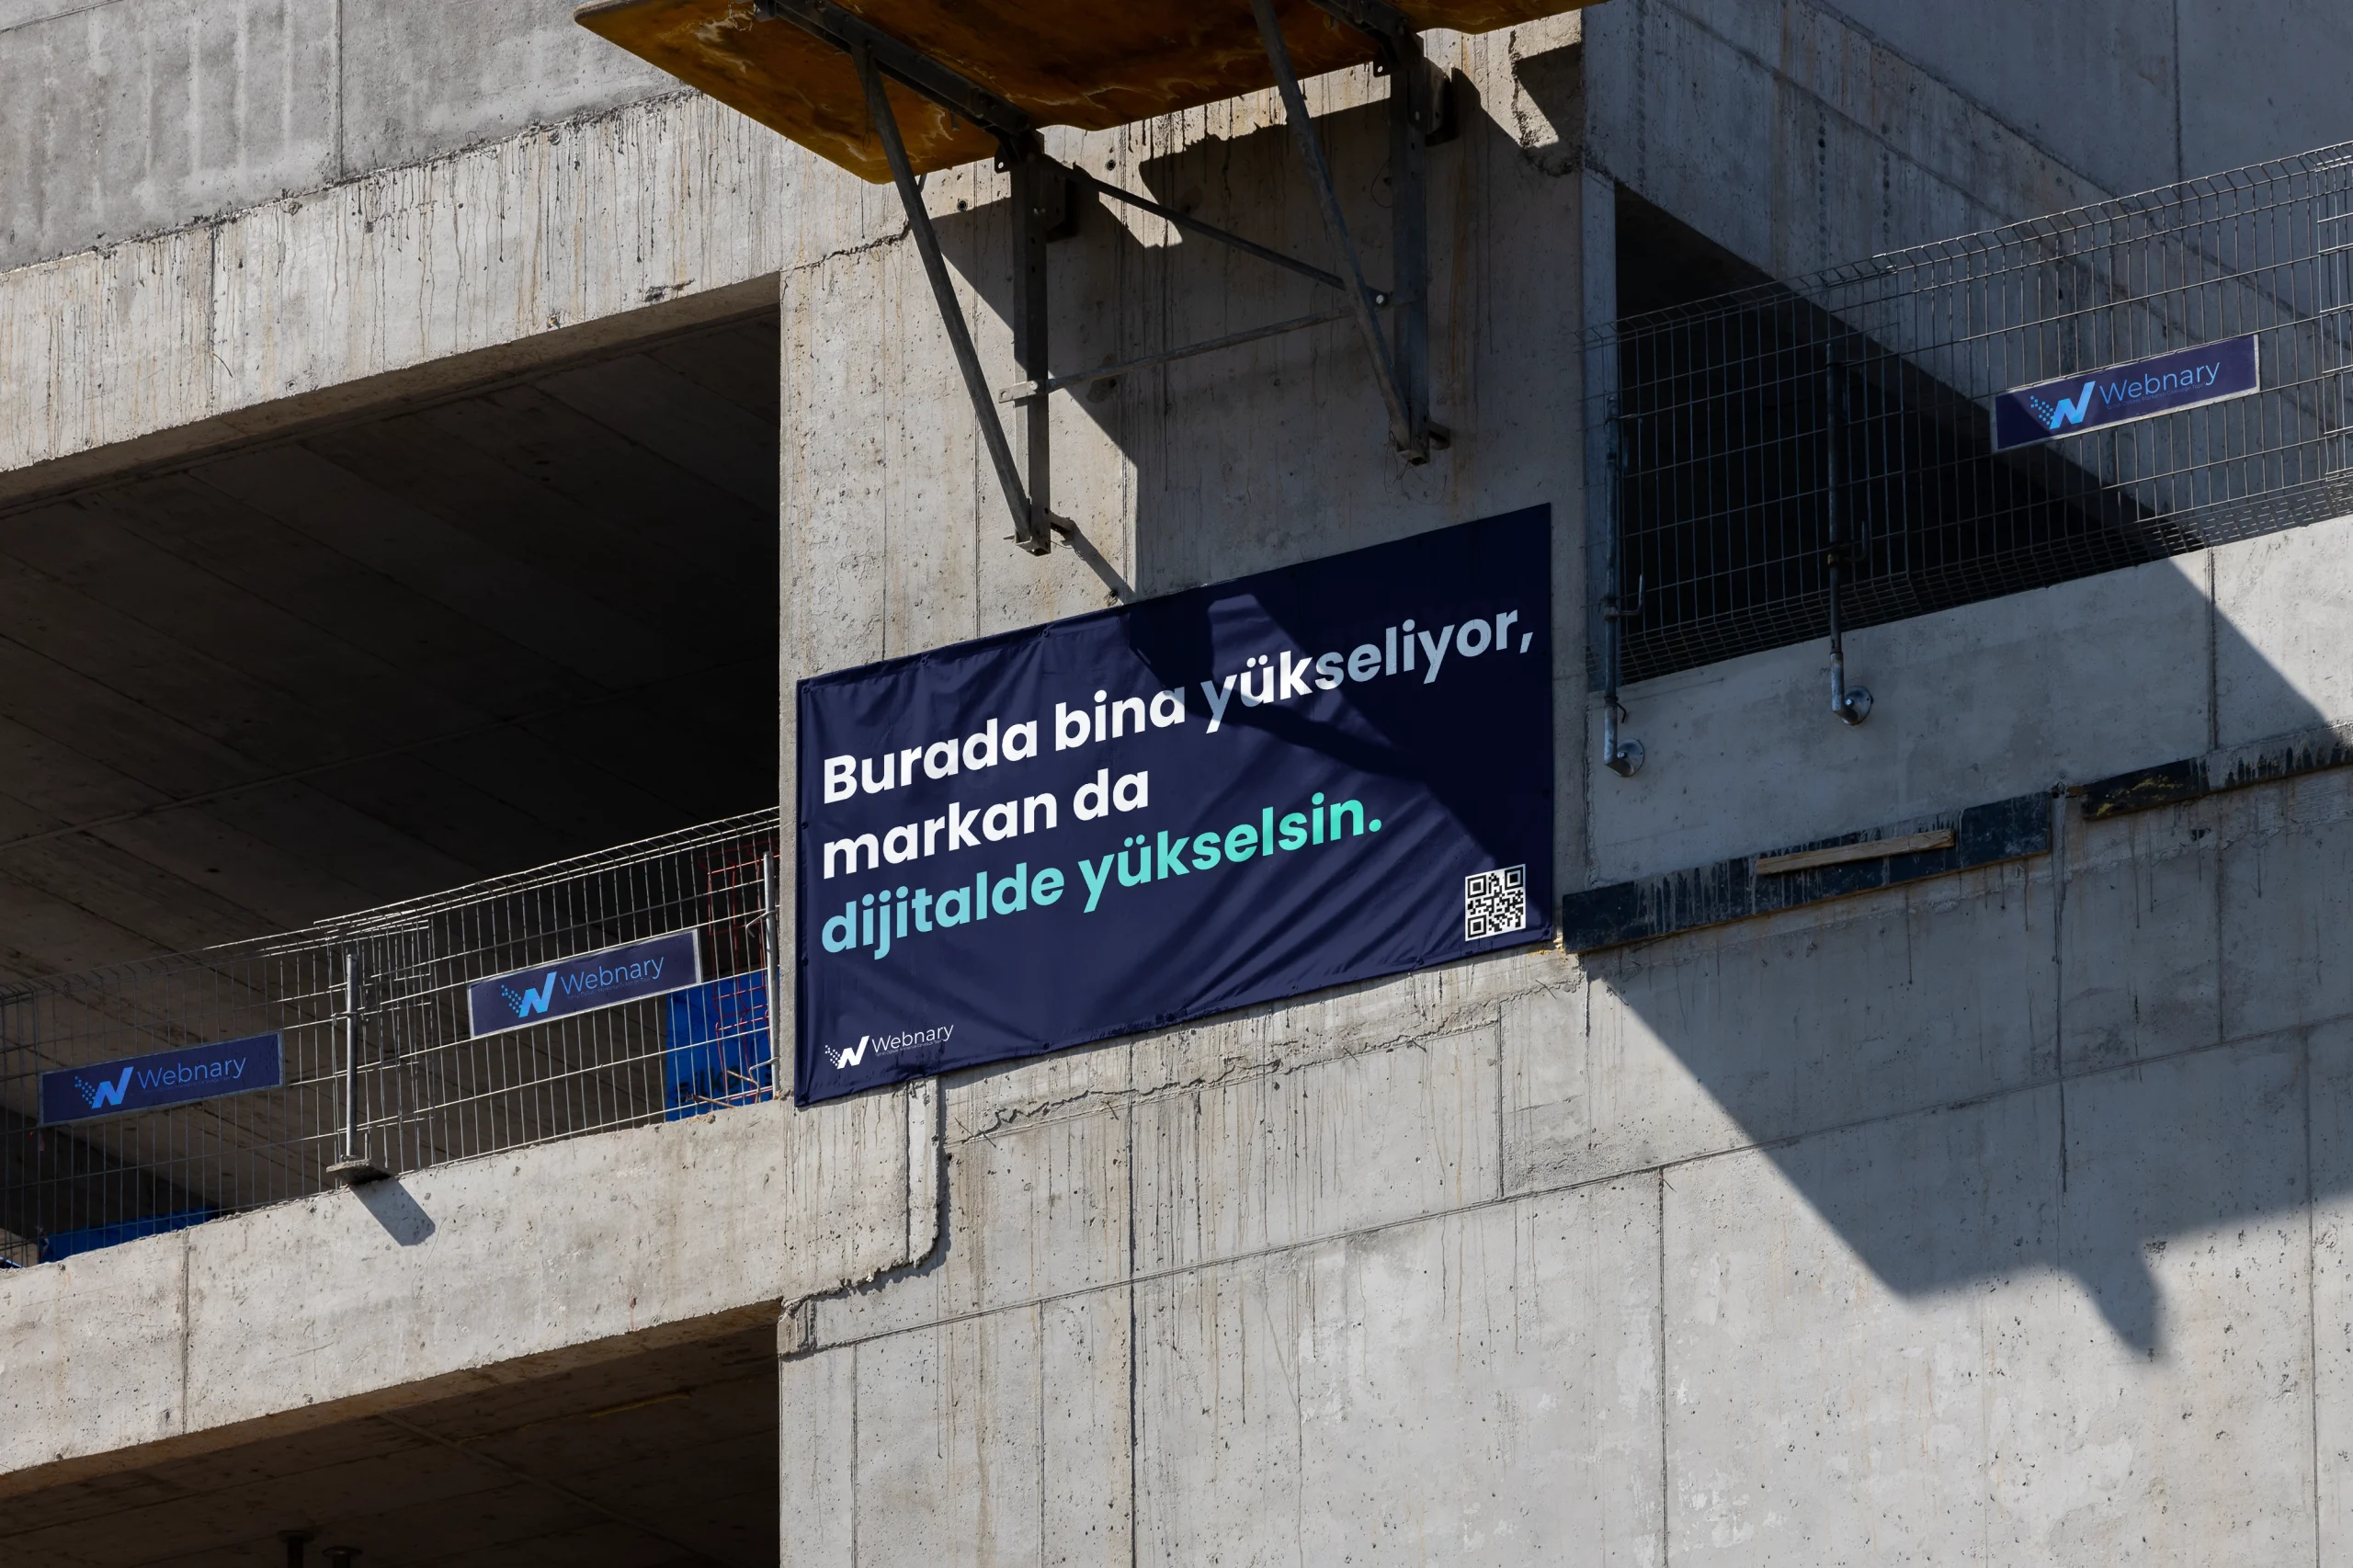 Webnary
Burada bina yükseliyor,
markan da
dijitalde yükselsin.
Webnary
Webnary
Webnary